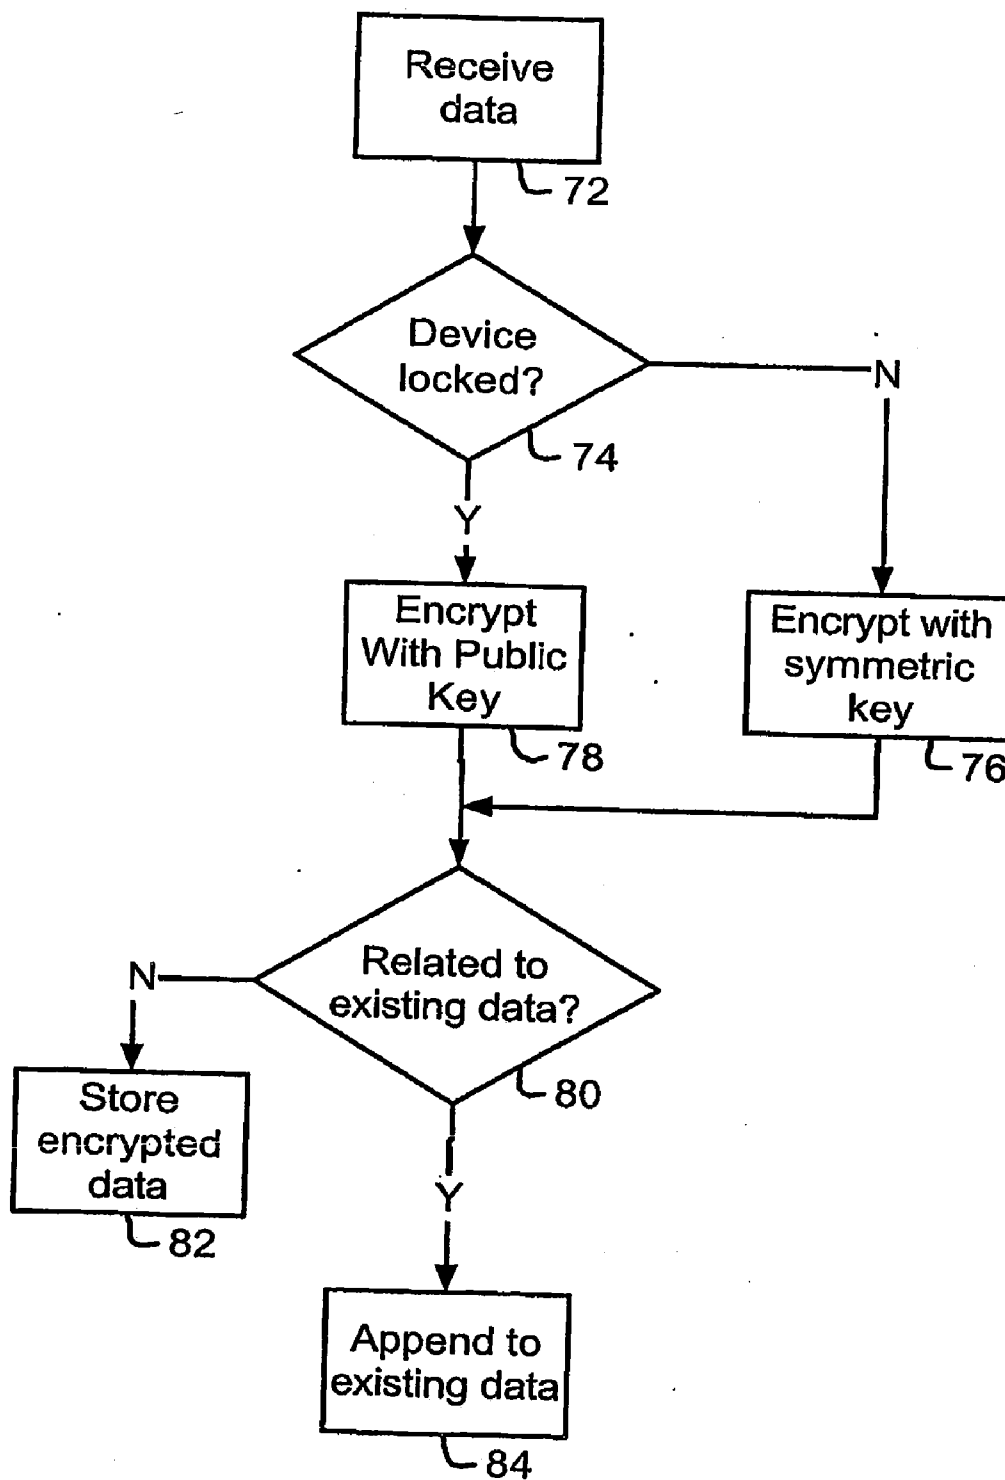 Receive
data
72
Device
locked?
N
74
Y
Encrypt
With Public
Key
78
Encrypt with
symmetric
key
76
Related to
existing data?
N
80
Store
encrypted
data
82
Y
Append to
existing data
84